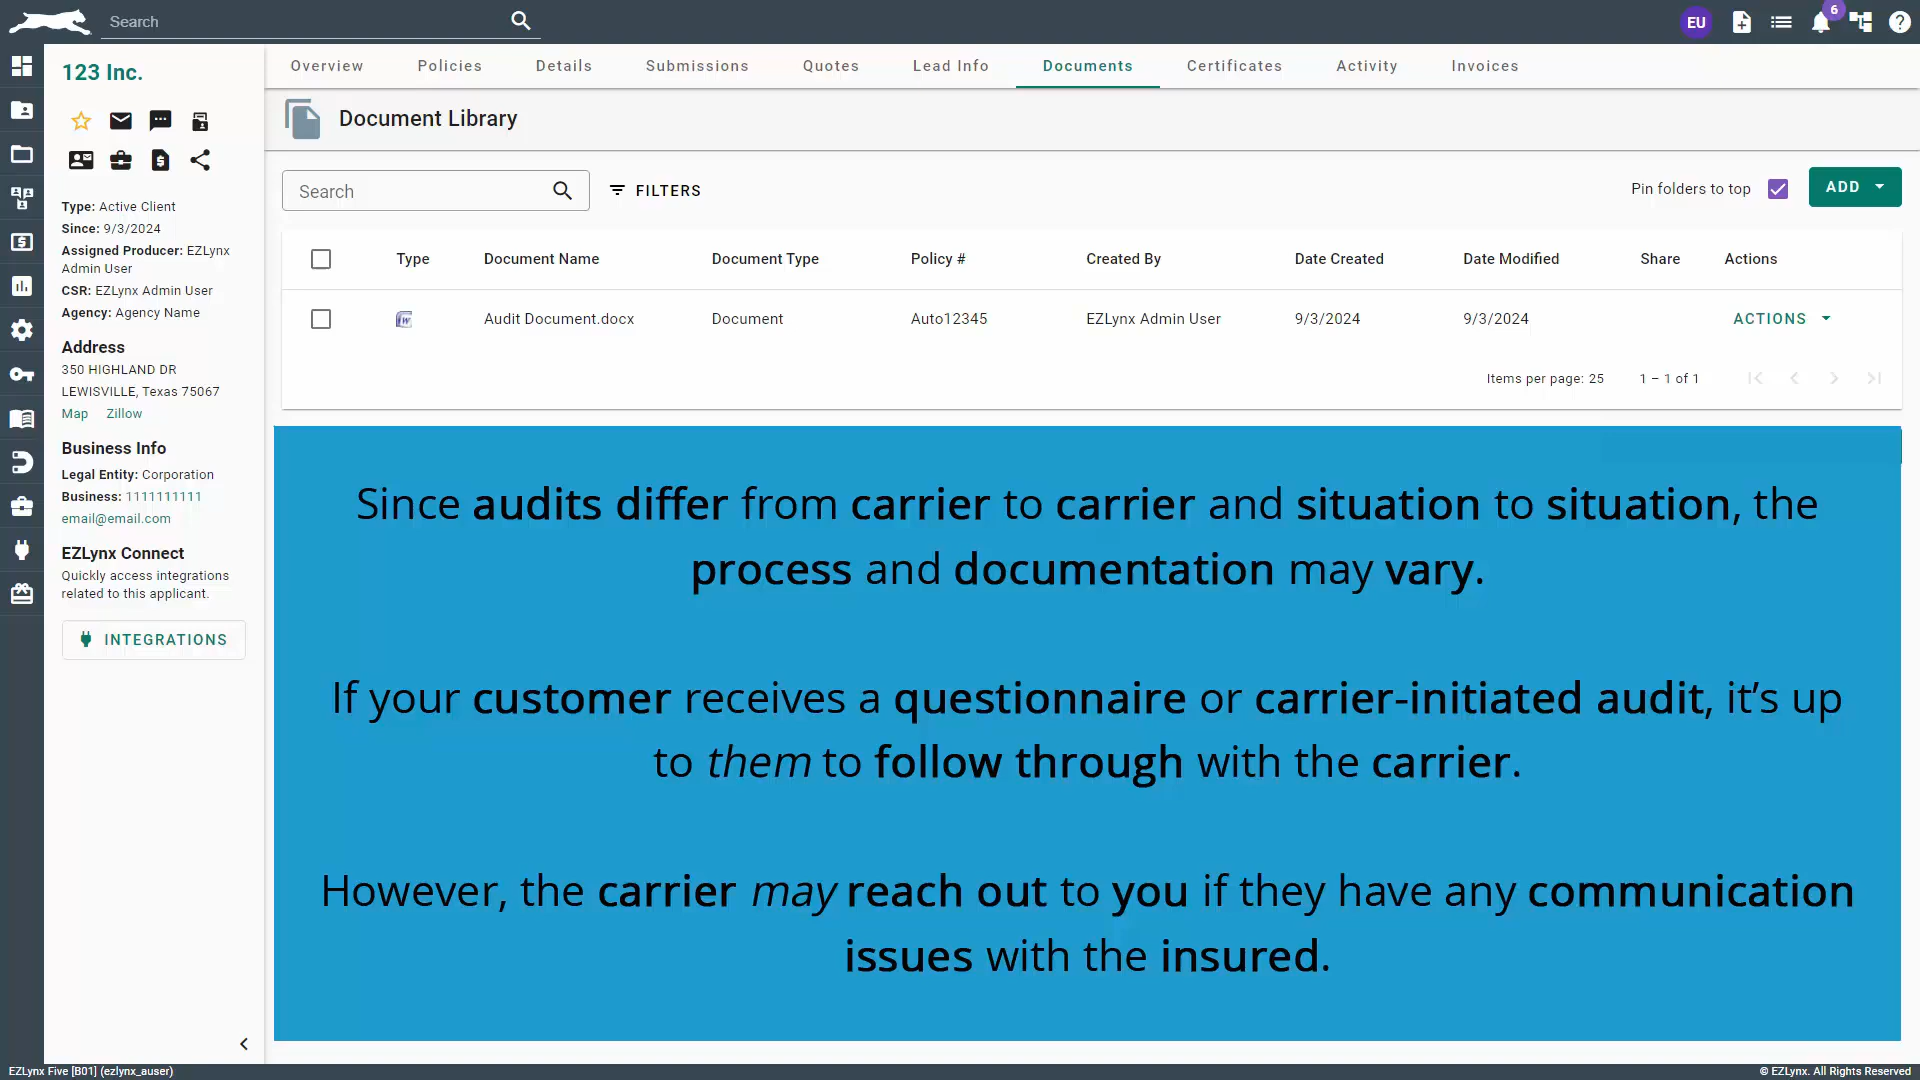 Search
EU
6
123 Inc.
Type: Active Client
Since: 9/3/2024
Assigned Producer: EZLynx
Admin User
CSR: EZLynx Admin User
Agency: Agency Name
Address
350 HIGHLAND DR
LEWISVILLE, Texas 75067
Map Zillow
Business Info
Legal Entity: Corporation
Business: 1111111111
email@email.com
EZLynx Connect
Quickly access integrations
related to this applicant.
INTEGRATIONS
Overview Policies Details Submissions Quotes Lead Info Documents Certificates Activity Invoices
Document Library
Search FILTERS Pin folders to top ADD
Type Document Name Document Type Policy # Created By Date Created Date Modified Share Actions
Audit Document.docx Document Auto12345 EZLynx Admin User 9/3/2024 9/3/2024 ACTIONS
Items per page: 25 1 – 1 of 1
Since audits differ from carrier to carrier and situation to situation, the
process and documentation may vary.
If your customer receives a questionnaire or carrier-initiated audit, it’s up
to them to follow through with the carrier.
However, the carrier may reach out to you if they have any communication
issues with the insured.
EZLynx Five [B01] (ezlynx_auser)
© EZLynx. All Rights Reserved